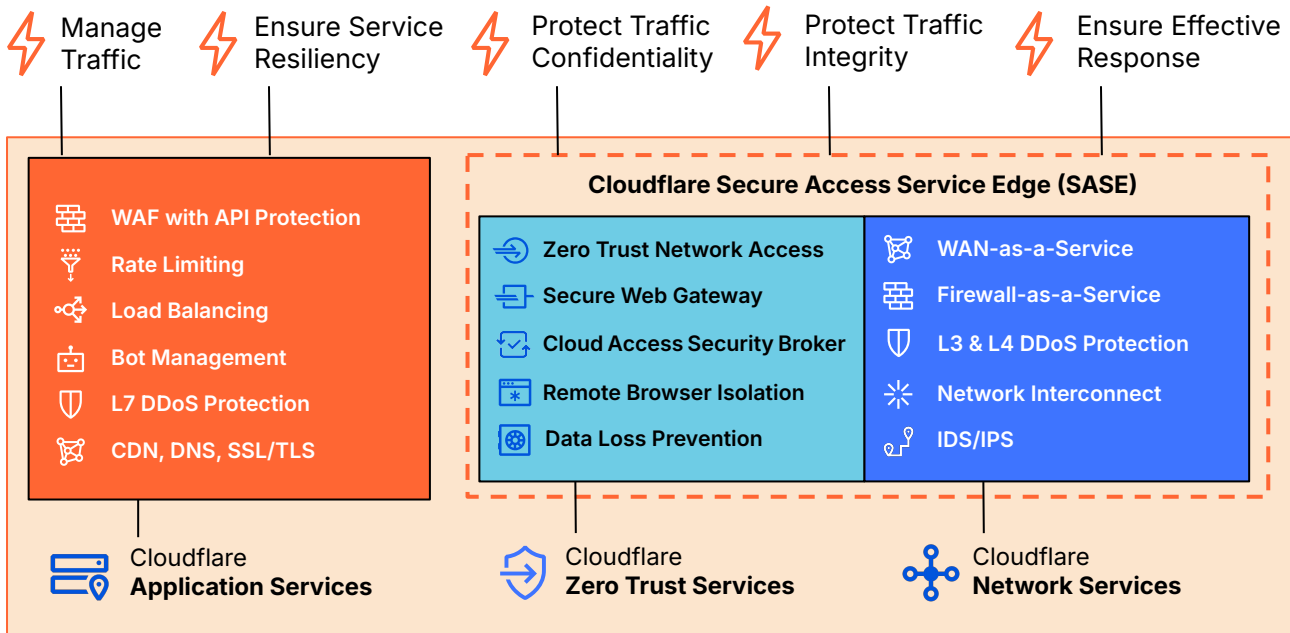 Manage
Traffic
Ensure Service
Resiliency
Protect Traffic
Confidentiality
Protect Traffic
Integrity
Ensure Effective
Response
WAF with API Protection
Rate Limiting
Load Balancing
Bot Management
L7 DDoS Protection
CDN, DNS, SSL/TLS
Cloudflare Secure Access Service Edge (SASE)
Zero Trust Network Access
Secure Web Gateway
Cloud Access Security Broker
Remote Browser Isolation
Data Loss Prevention
WAN-as-a-Service
Firewall-as-a-Service
L3 & L4 DDoS Protection
Network Interconnect
IDS/IPS
Cloudflare
Application Services
Cloudflare
Zero Trust Services
Cloudflare
Network Services